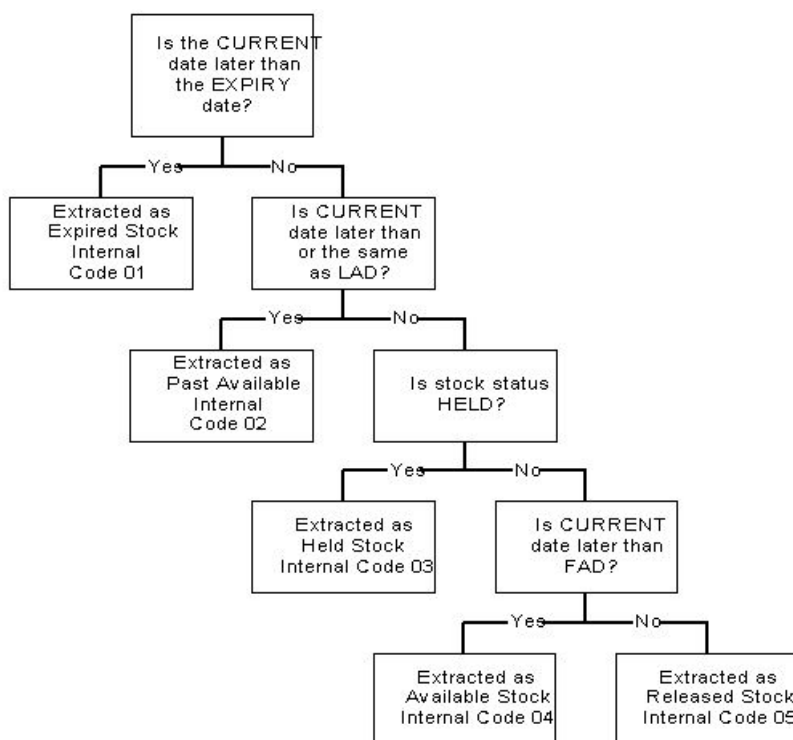 Is the CURRENT
date later than
the EXPIRY
date?
Yes
No
Extracted as
Expired Stock
Internal
Code 01
Is CURRENT
date later than
or the same
as LAD?
Yes
No
Extracted as
Past Available
Internal
Code 02
Is stock status
HELD?
Yes
No
Extracted as
Held Stock
Internal Code 03
Is CURRENT
date later than
FAD?
Yes
No
Extracted as
Available Stock
Internal Code 04
Extracted as
Released Stock
Internal Code 05